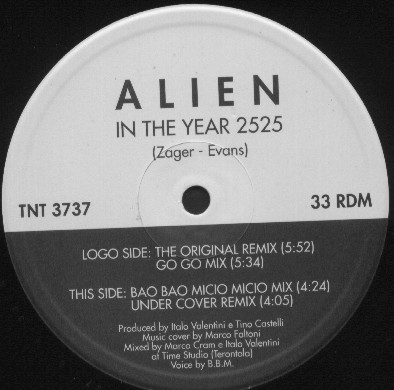 ALIEN
IN THE YEAR 2525
(Zager - Evans)
TNT 3737
33 RDM
LOGO SIDE: THE ORIGINAL REMIX (5:52)
GO GO MIX (5:34)
THIS SIDE: BAO BAO MICIO MICIO MIX (4:24)
UNDER COVER REMIX (4:05)
Produced by Italo Valentini e Tino Castelli
Music cover by Marco Faltoni
Mixed by Marco Cram e Italo Valentini
at Time Studio (Terontola)
Voice by B.B.M.